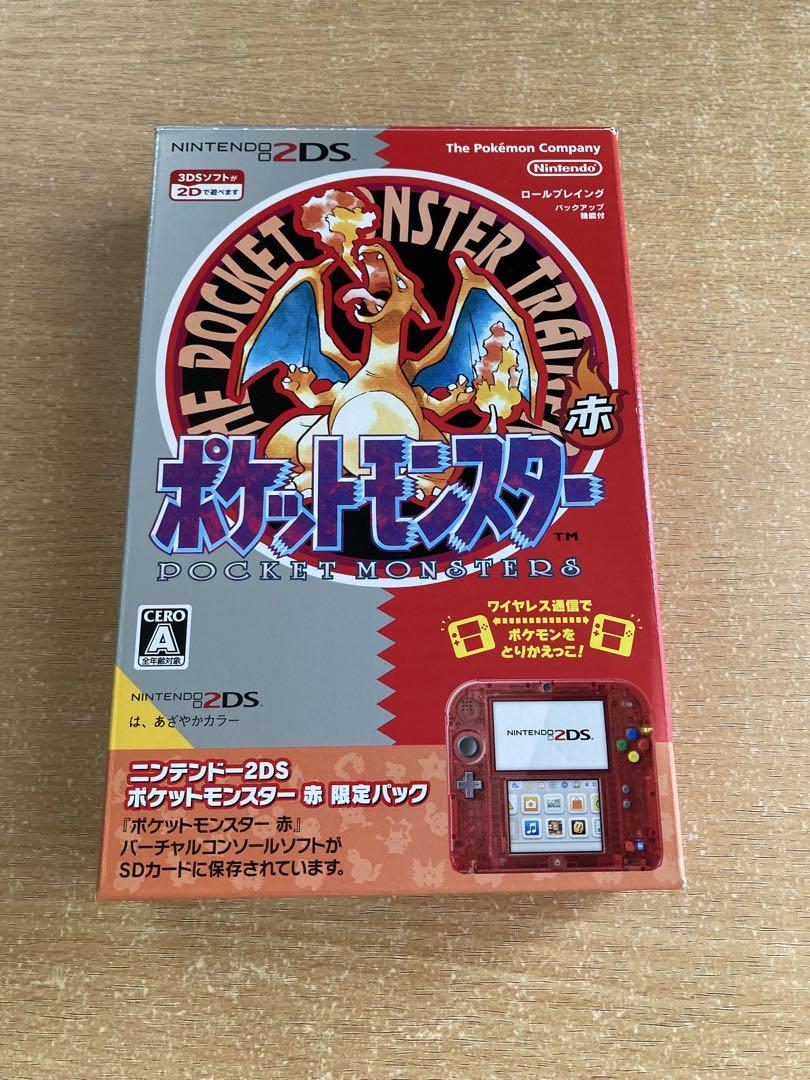 NINTENDO 2DS™
3DSソフトが
2Dで遊べます
The Pokémon Company
Nintendo
ロールプレイング
バックアップ
機能付
THE POCKET MONSTER TRAINER
赤
ポケットモンスター™
POCKET MONSTERS
CERO
A
全年齢対象
ワイヤレス通信で
ポケモンを
とりかえっこ!
NINTENDO 2DS™
は、あざやかカラー
NINTENDO 2DS™
ニンテンドー2DS
ポケットモンスター 赤 限定パック
『ポケットモンスター 赤』
バーチャルコンソールソフトが
SDカードに保存されています。